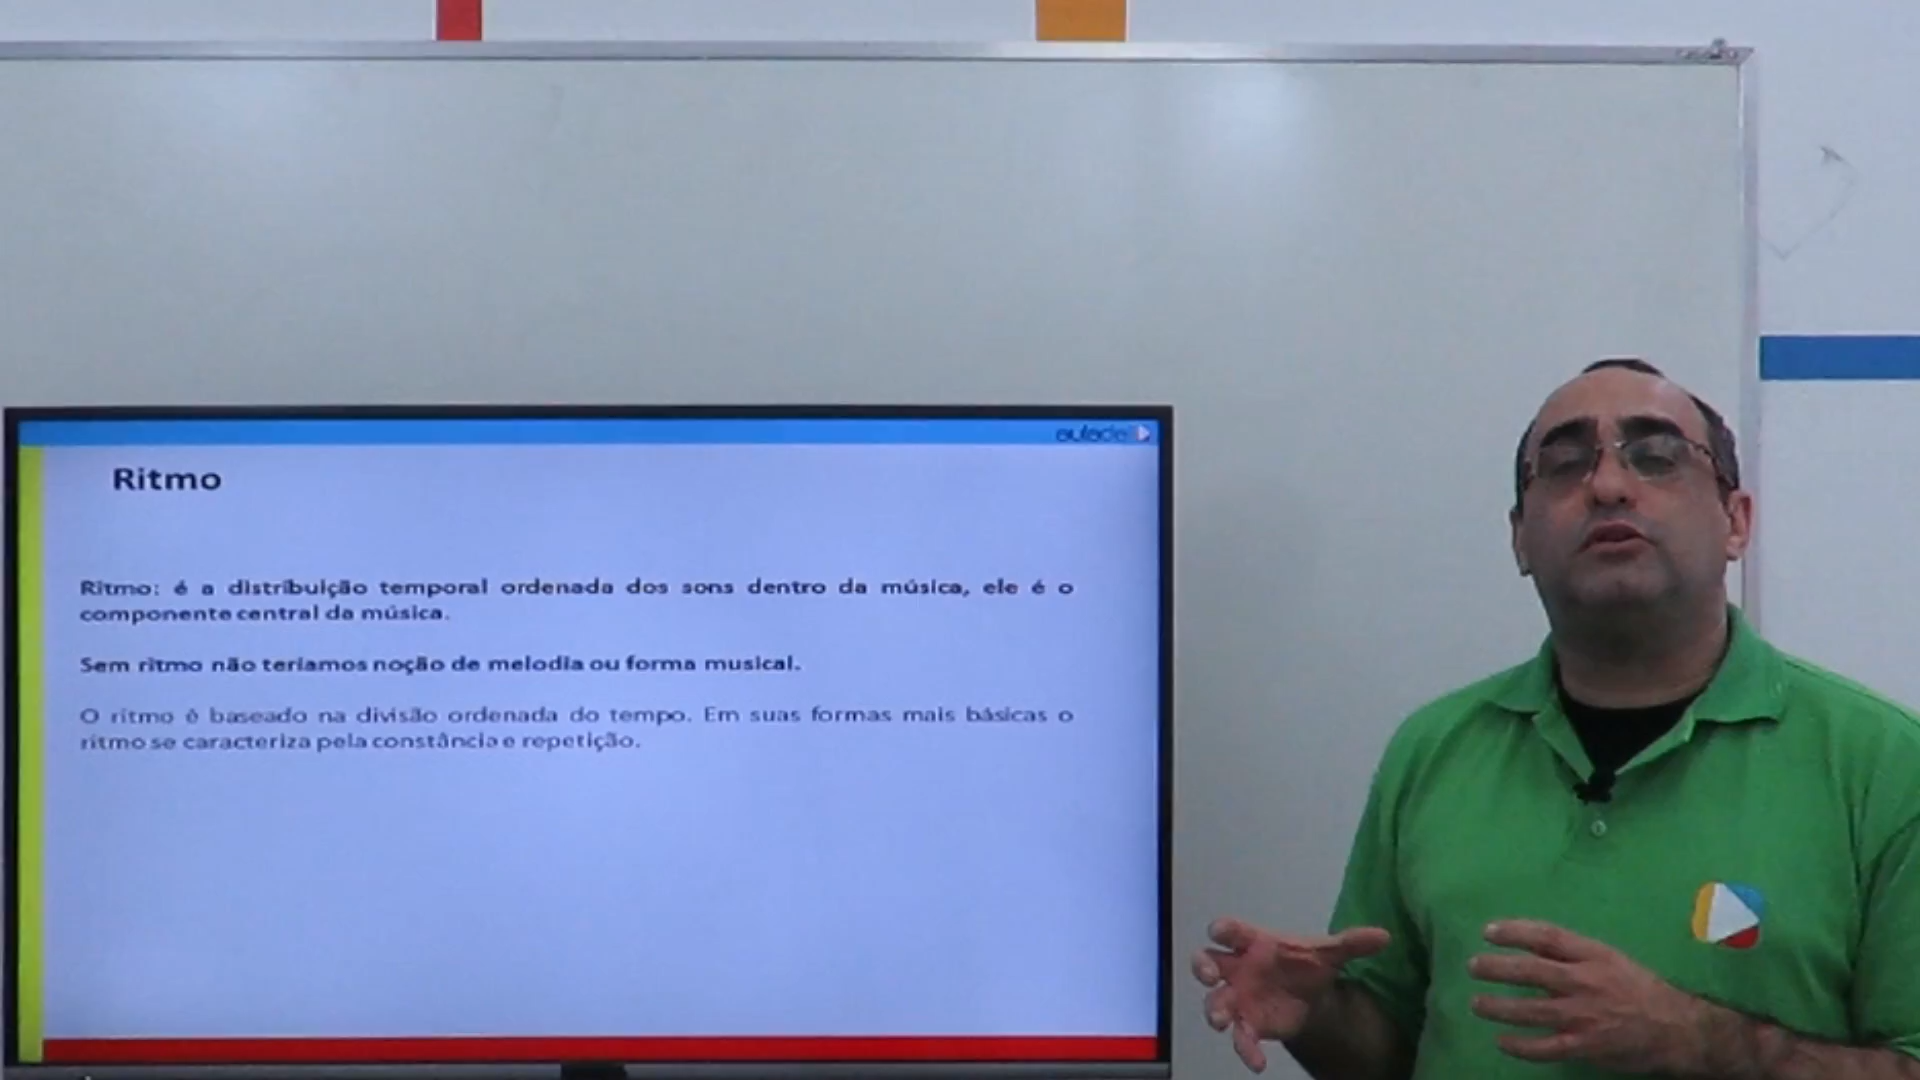 aulade
Ritmo
Ritmo: é a distribuição temporal ordenada dos sons dentro da música, ele é o
componente central da música.
Sem ritmo não teríamos noção de melodia ou forma musical.
O ritmo é baseado na divisão ordenada do tempo. Em suas formas mais básicas o
ritmo se caracteriza pela constância e repetição.